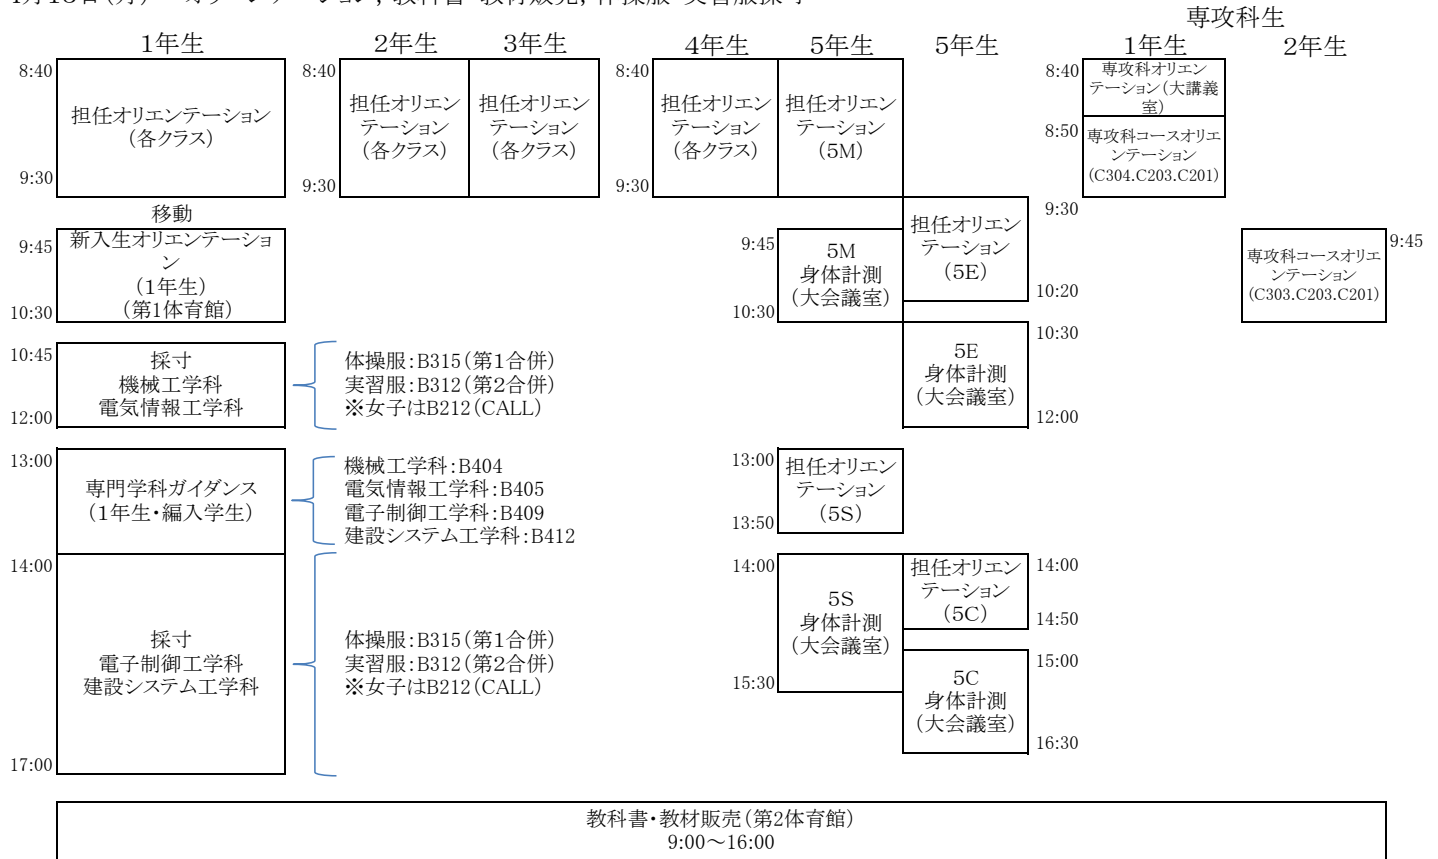 専攻科生
1年生
2年生
3年生
4年生
5年生
5年生
1年生
2年生
8:40
担任オリエンテーション
(各クラス)
9:30
移動
9:45
新入生オリエンテーショ
ン
(1年生)
(第1体育館)
10:30
10:45
採寸
機械工学科
電気情報工学科
12:00
体操服:B315(第1合併)
実習服:B312(第2合併)
※女子はB212(CALL)
13:00
専門学科ガイダンス
(1年生・編入学生)
機械工学科:B404
電気情報工学科:B405
電子制御工学科:B409
建設システム工学科:B412
14:00
採寸
電子制御工学科
建設システム工学科
17:00
体操服:B315(第1合併)
実習服:B312(第2合併)
※女子はB212(CALL)
8:40
担任オリエン
テーション
(各クラス)
9:30
担任オリエン
テーション
(各クラス)
8:40
担任オリエン
テーション
(各クラス)
9:30
担任オリエン
テーション
(5M)
9:45
5M
身体計測
(大会議室)
10:30
13:00
担任オリエン
テーション
(5S)
13:50
14:00
5S
身体計測
(大会議室)
15:30
担任オリエン
テーション
(5E)
9:30
10:20
10:30
5E
身体計測
(大会議室)
12:00
担任オリエン
テーション
(5C)
14:00
14:50
15:00
5C
身体計測
(大会議室)
16:30
8:40
専攻科オリエン
テーション(大講義
室)
8:50
専攻科コースオリエ
ンテーション
(C304.C203.C201)
9:45
専攻科コースオリエ
ンテーション
(C303.C203.C201)
教科書・教材販売(第2体育館)
9:00～16:00